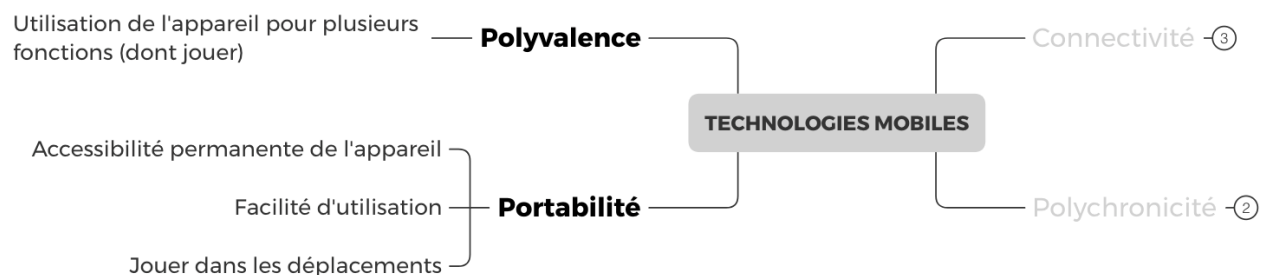 Utilisation de l'appareil pour plusieurs
fonctions (dont jouer)
Polyvalence
Connectivité 3
TECHNOLOGIES MOBILES
Accessibilité permanente de l'appareil
Facilité d'utilisation
Portabilité
Polychronicité 2
Jouer dans les déplacements